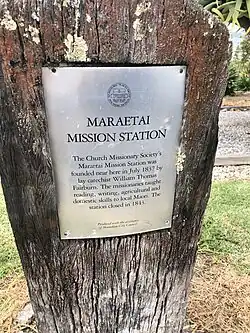 MARAETAI
MISSION STATION
The Church Missionary Society's
Maraetai Mission Station was
founded near here in July 1837 by
lay catechist William Thomas
Fairburn. The missionaries taught
reading, writing, agricultural and
domestic skills to local Maori. The
station closed in 1843.